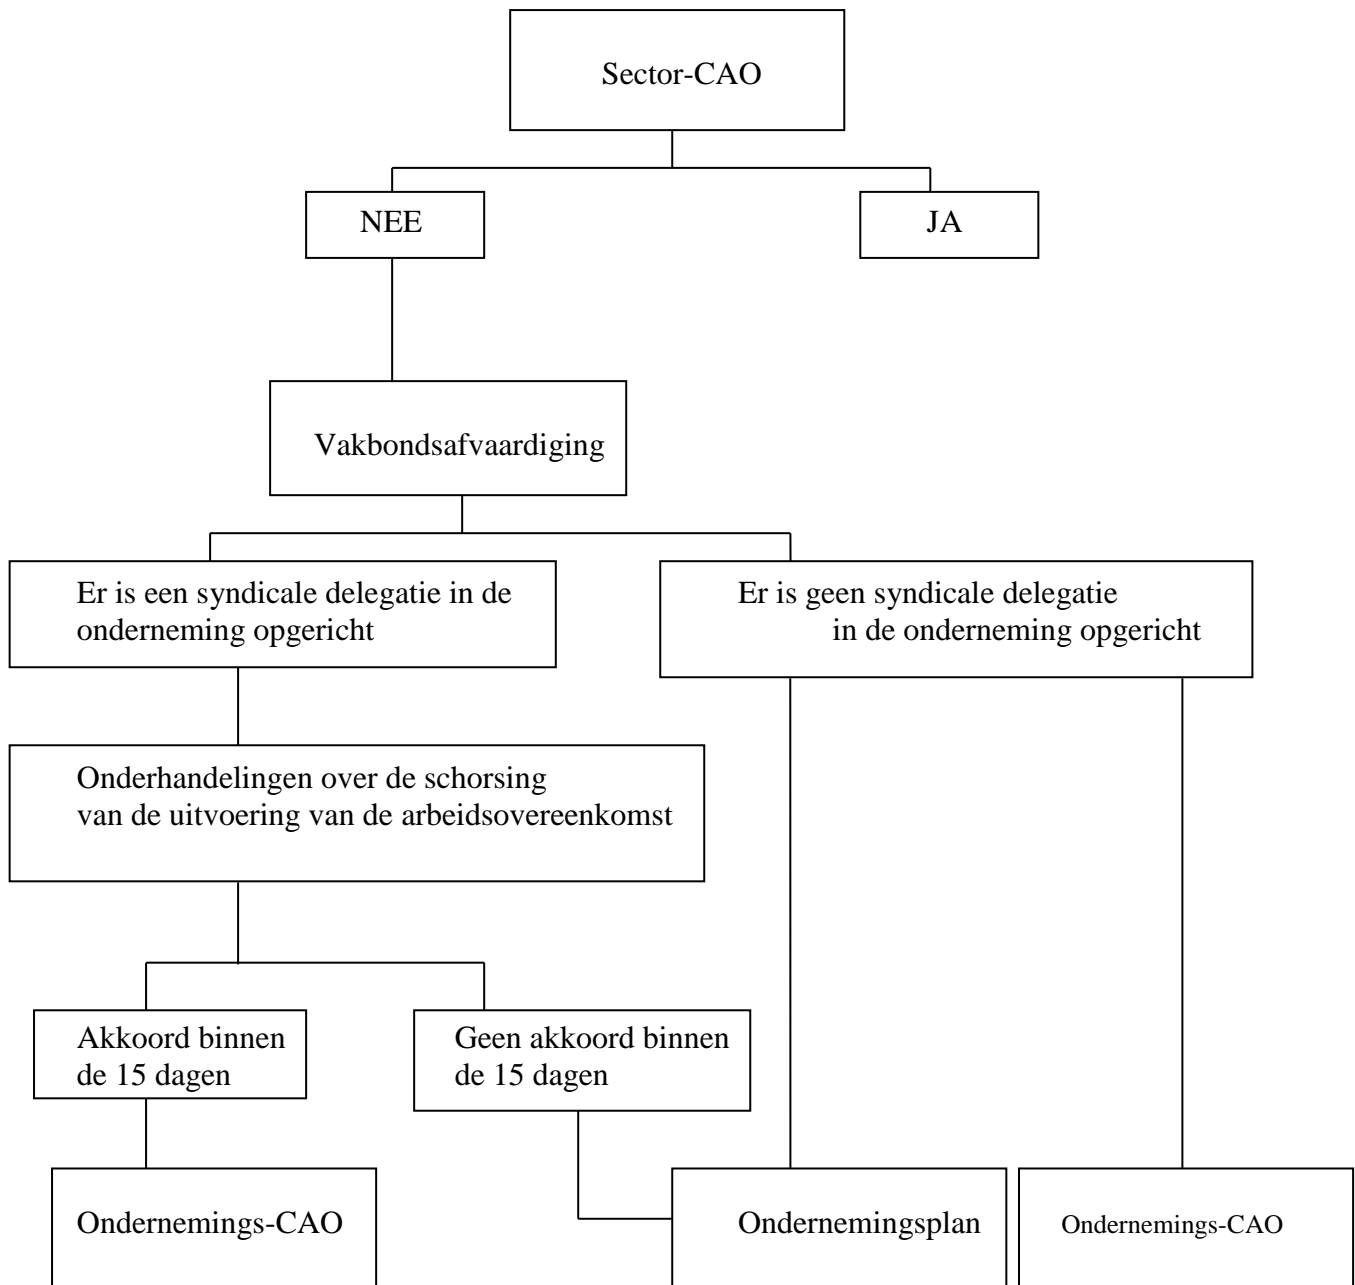 Sector-CAO
NEE
JA
Vakbondsafvaardiging
Er is een syndicale delegatie in de
onderneming opgericht
Er is geen syndicale delegatie
in de onderneming opgericht
Onderhandelingen over de schorsing
van de uitvoering van de arbeidsovereenkomst
Akkoord binnen
de 15 dagen
Geen akkoord binnen
de 15 dagen
Ondernemings-CAO
Ondernemingsplan
Ondernemings-CAO